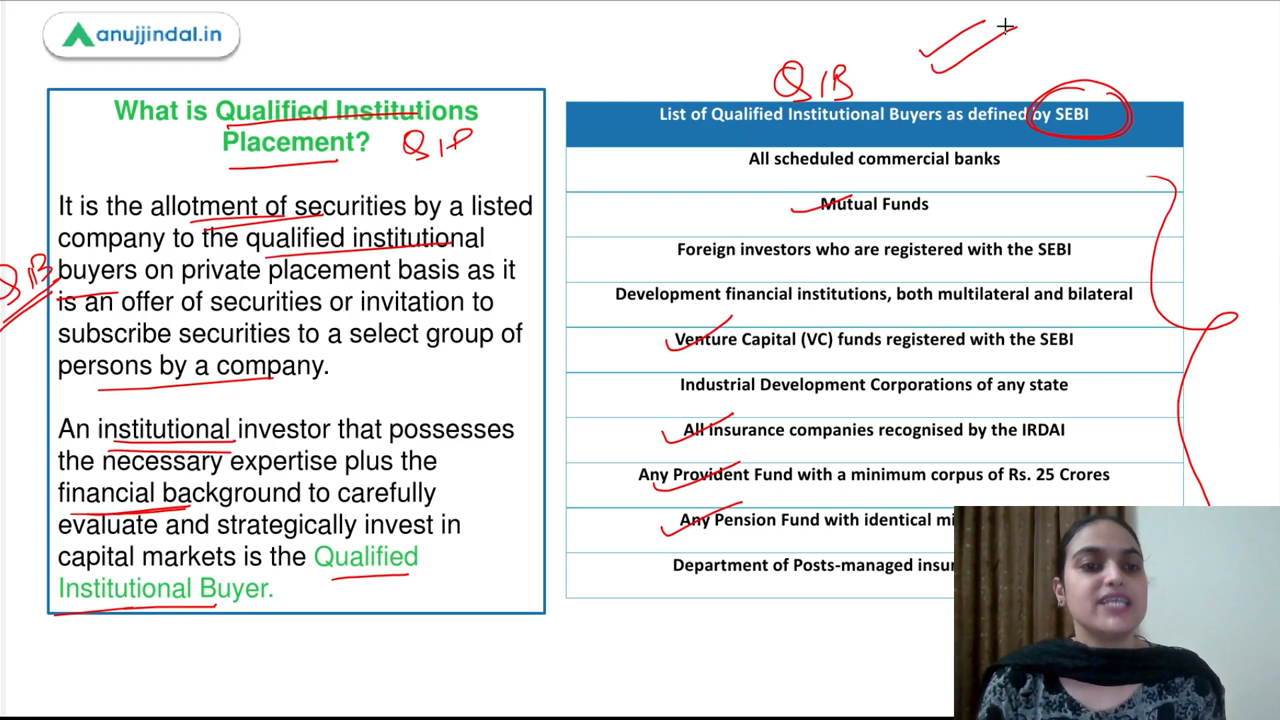 anujjindal.in
What is Qualified Institutions
Placement?
QIP
It is the allotment of securities by a listed
company to the qualified institutional
buyers on private placement basis as it
is an offer of securities or invitation to
subscribe securities to a select group of
persons by a company.
QIB
An institutional investor that possesses
the necessary expertise plus the
financial background to carefully
evaluate and strategically invest in
capital markets is the Qualified
Institutional Buyer.
QIB
List of Qualified Institutional Buyers as defined by SEBI
All scheduled commercial banks
Mutual Funds
Foreign investors who are registered with the SEBI
Development financial institutions, both multilateral and bilateral
Venture Capital (VC) funds registered with the SEBI
Industrial Development Corporations of any state
All insurance companies recognised by the IRDAI
Any Provident Fund with a minimum corpus of Rs. 25 Crores
Any Pension Fund with identical
Department of Posts-managed